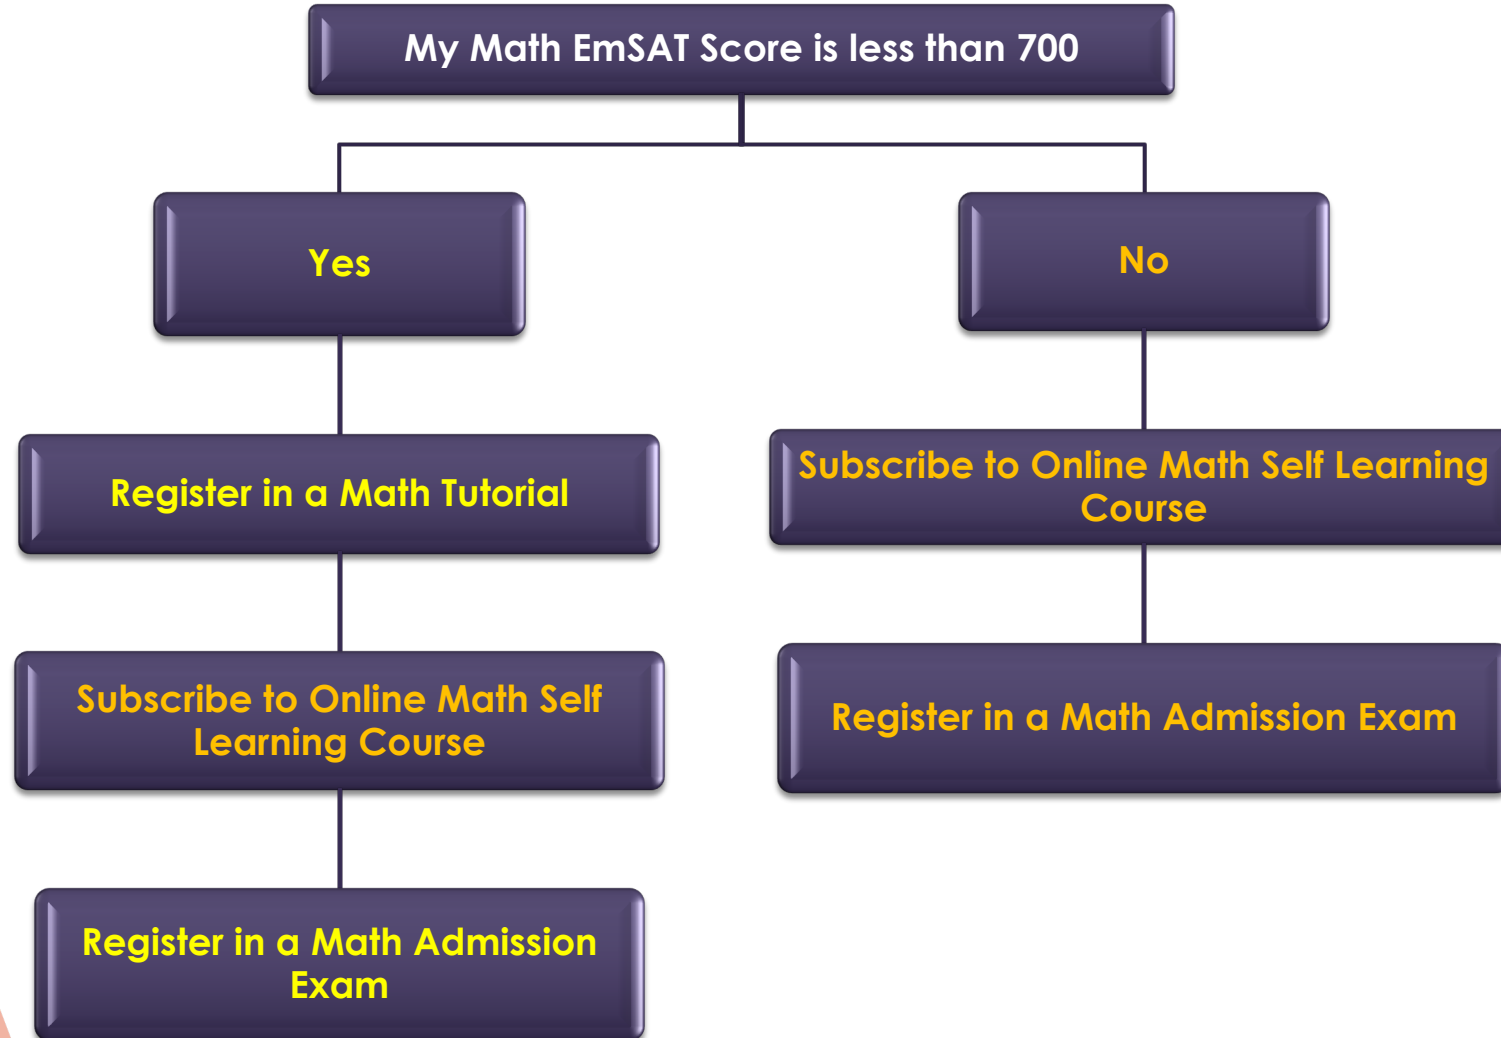 My Math EmSAT Score is less than 700
Yes
No
Register in a Math Tutorial
Subscribe to Online Math Self Learning
Course
Subscribe to Online Math Self
Learning Course
Register in a Math Admission Exam
Register in a Math Admission
Exam